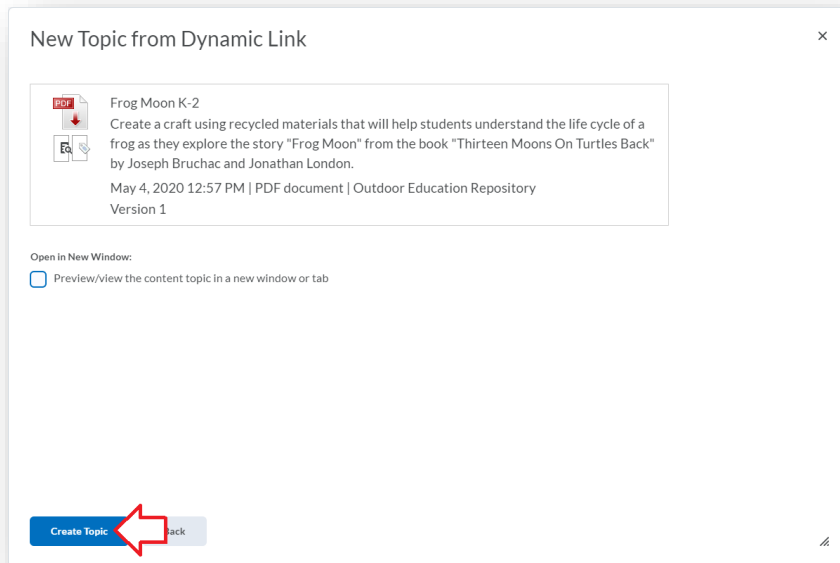 New Topic from Dynamic Link
PDF
Frog Moon K-2
Create a craft using recycled materials that will help students understand the life cycle of a
frog as they explore the story "Frog Moon" from the book "Thirteen Moons On Turtles Back"
by Joseph Bruchac and Jonathan London.
May 4, 2020 12:57 PM | PDF document | Outdoor Education Repository
Version 1
Open in New Window:
Preview/view the content topic in a new window or tab
Create Topic
Back